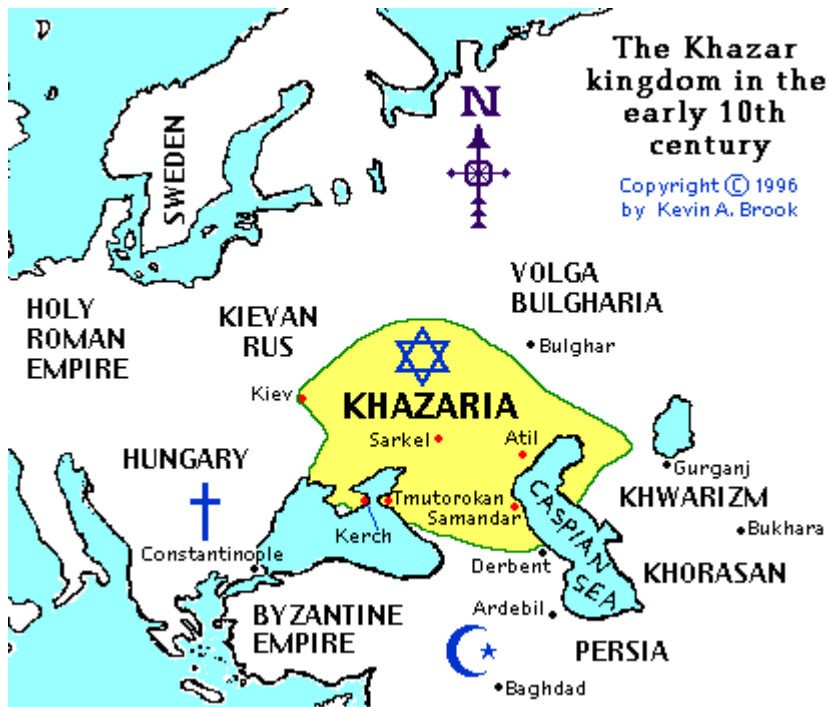 The Khazar
kingdom in the
early 10th
century
Copyright © 1996
by Kevin A. Brook
N
SWEDEN
VOLGA
BULGHARIA
HOLY
ROMAN
EMPIRE
KIEVAN
RUS
Bulghar
Kiev
KHAZARIA
Sarkel
Atil
HUNGARY
Gurganj
Tmutorokan
KHWARIZM
Samandar
CASPIAN
SEA
Kerch
Bukhara
Constantinople
Derbent
KHORASAN
BYZANTINE
EMPIRE
Ardebil
PERSIA
Baghdad